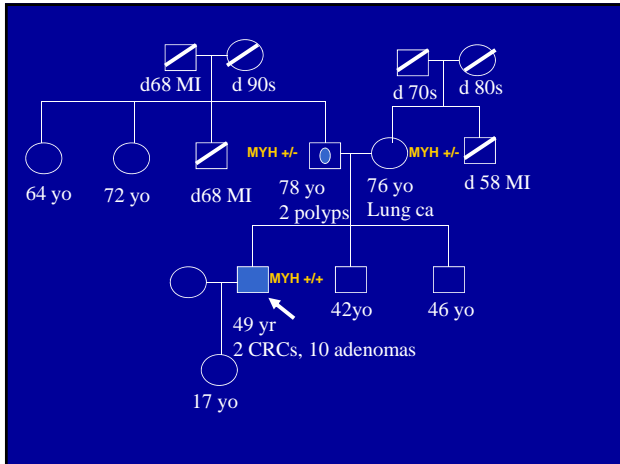 d68 MI
d 90s
d 70s
d 80s
MYH +/-
MYH +/-
64 yo
72 yo
d68 MI
78 yo
2 polyps
76 yo
Lung ca
d 58 MI
MYH +/+
49 yr
2 CRCs, 10 adenomas
42yo
46 yo
17 yo